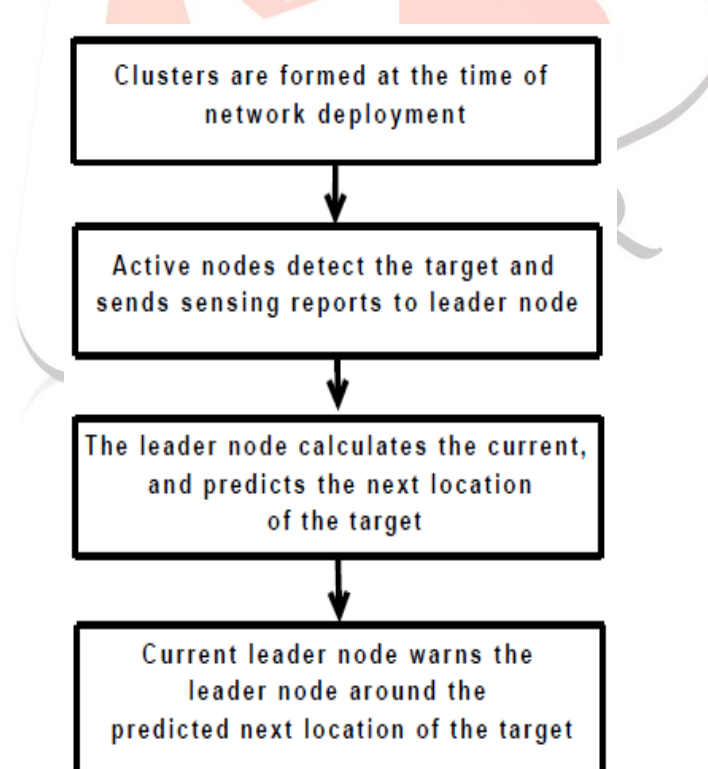 Clusters are formed at the time of
network deployment
Active nodes detect the target and
sends sensing reports to leader node
The leader node calculates the current,
and predicts the next location
of the target
Current leader node warns the
leader node around the
predicted next location of the target